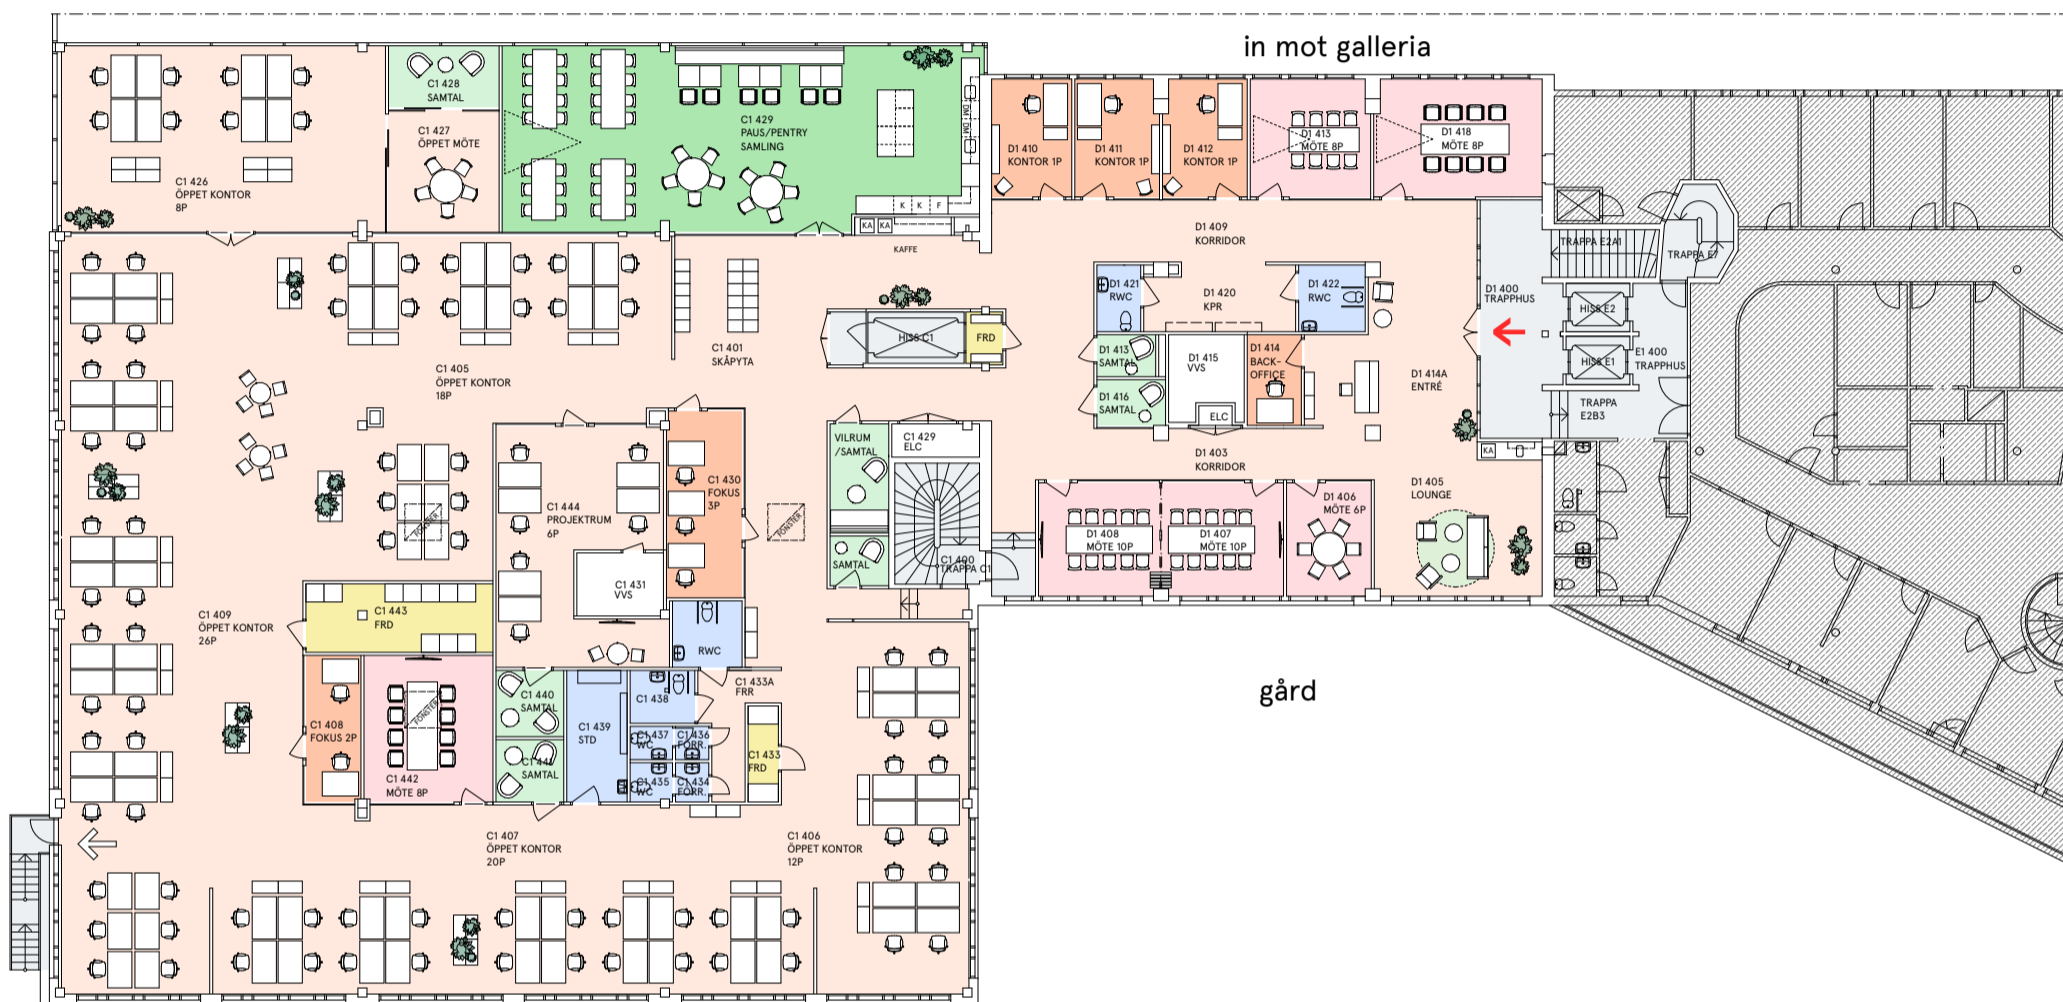 in mot galleria
C1 428
SAMTAL
C1 427
ÖPPET MÖTE
C1 429
PAUS/PENTRY
SAMLING
DM
DM
K
K
F
KA
KA
KAFFE
C1 426
ÖPPET KONTOR
8P
D1 410
KONTOR 1P
D1 411
KONTOR 1P
D1 412
KONTOR 1P
D1 413
MÖTE 8P
D1 418
MÖTE 8P
D1 409
KORRIDOR
TRAPPA E2A1
TRAPPA E7
D1 421
RWC
D1 420
KPR
D1 422
RWC
D1 400
TRAPPHUS
HISS E2
HISS E1
E1 400
TRAPPHUS
TRAPPA
E2B3
C1 401
SKÅPYTA
HISS C1
FRD
D1 413
SAMTAL
D1 416
SAMTAL
D1 415
VVS
D1 414
BACK-
OFFICE
ELC
D1 414A
ENTRÉ
C1 405
ÖPPET KONTOR
18P
VILRUM
/SAMTAL
C1 429
ELC
D1 403
KORRIDOR
KA
D1 405
LOUNGE
C1 444
PROJEKTRUM
6P
C1 430
FOKUS
3P
FÖNSTER
FÖNSTER
SAMTAL
C1 400
TRAPPA C1
D1 408
MÖTE 10P
D1 407
MÖTE 10P
D1 406
MÖTE 6P
C1 431
VVS
C1 409
ÖPPET KONTOR
26P
C1 443
FRD
RWC
C1 433A
FRR
gård
C1 408
FOKUS 2P
FÖNSTER
C1 442
MÖTE 8P
C1 440
SAMTAL
SAMTAL
C1 439
STD
C1 438
C1 437
WC
C1 436
FÖRR.
C1 435
WC
C1 434
FÖRR.
C1 433
FRD
C1 407
ÖPPET KONTOR
20P
C1 406
ÖPPET KONTOR
12P